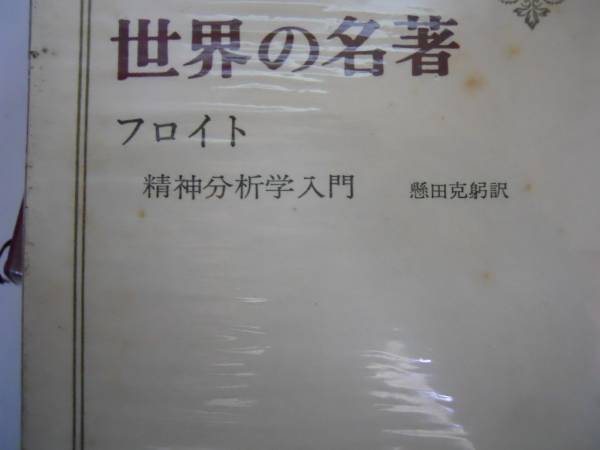 世界の名著
フロイト
精神分析学入門 懸田克躬訳